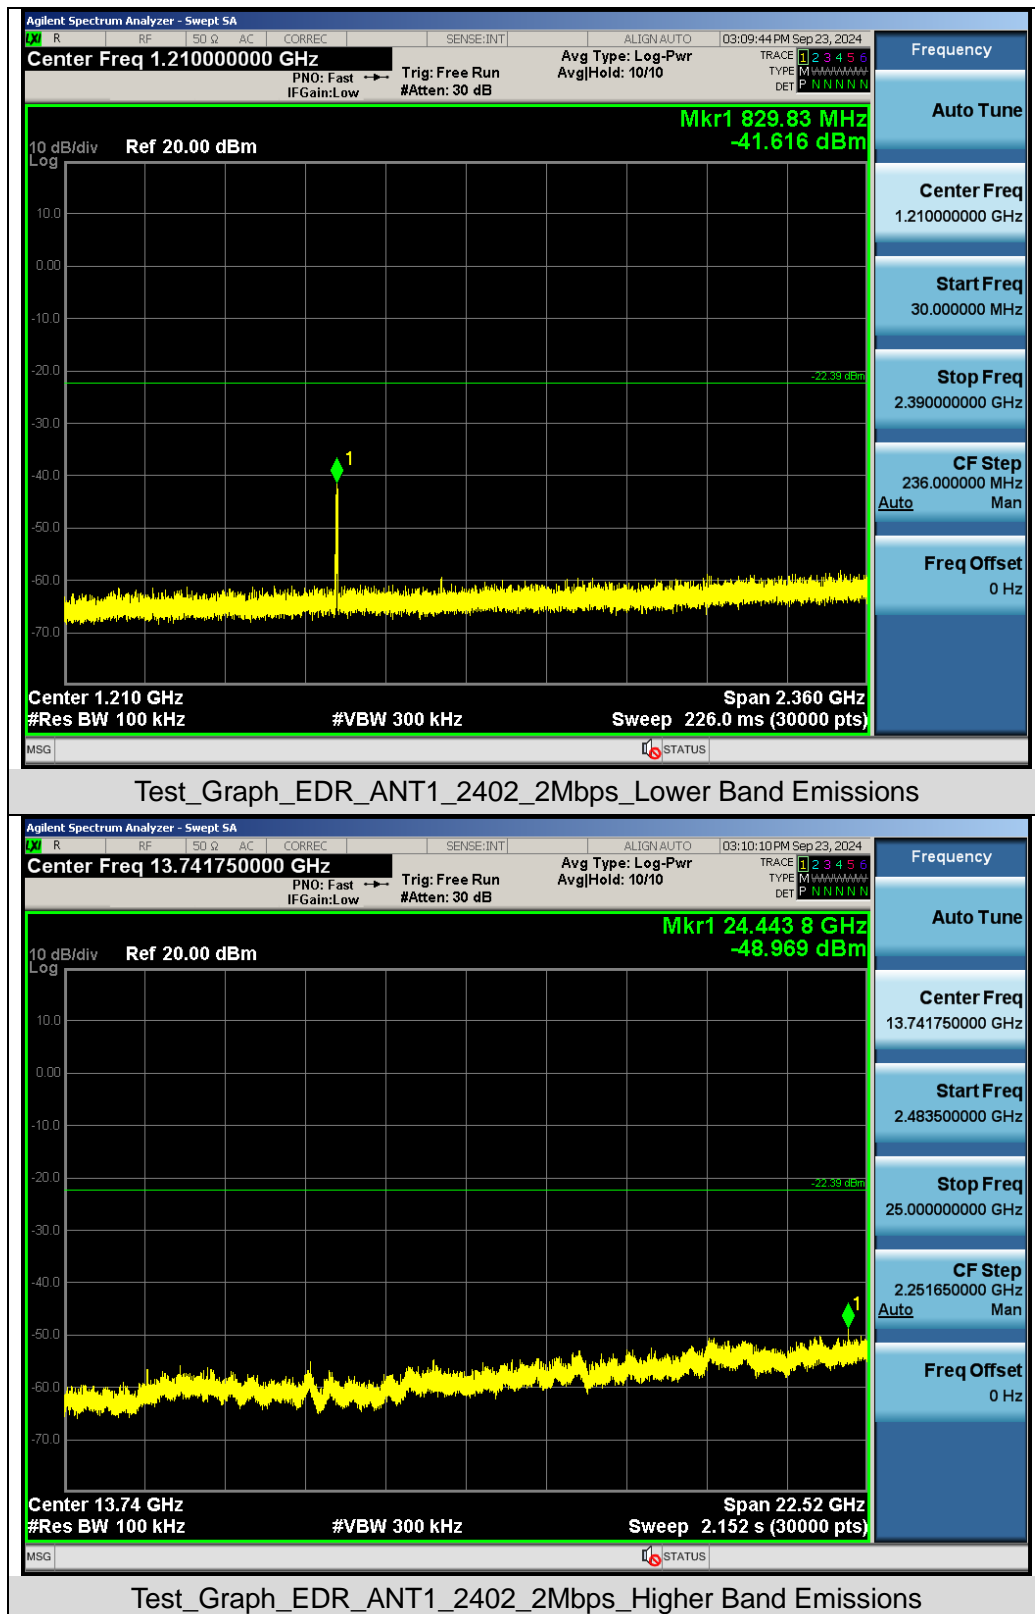 Agilent Spectrum Analyzer - Swept SA
LXI R RF 50 Ω AC CORREC SENSE:INT ALIGN AUTO 03:09:44 PM Sep 23, 2024
Center Freq 1.210000000 GHz
PNO: Fast
IFGain:Low
Trig: Free Run
#Atten: 30 dB
Avg Type: Log-Pwr
Avg|Hold: 10/10
TRACE 1 2 3 4 5 6
TYPE M
DET P N N N N N
Mkr1 829.83 MHz
-41.616 dBm
10 dB/div Ref 20.00 dBm
Log
10.0
0.00
-10.0
-20.0
-22.39 dBm
-30.0
1
-40.0
-50.0
-60.0
-70.0
Center 1.210 GHz Span 2.360 GHz
#Res BW 100 kHz #VBW 300 kHz Sweep 226.0 ms (30000 pts)
MSG STATUS
Frequency
Auto Tune
Center Freq
1.210000000 GHz
Start Freq
30.000000 MHz
Stop Freq
2.390000000 GHz
CF Step
236.000000 MHz
Auto Man
Freq Offset
0 Hz
Test_Graph_EDR_ANT1_2402_2Mbps_Lower Band Emissions
Agilent Spectrum Analyzer - Swept SA
LXI R RF 50 Ω AC CORREC SENSE:INT ALIGN AUTO 03:10:10 PM Sep 23, 2024
Center Freq 13.741750000 GHz
PNO: Fast
IFGain:Low
Trig: Free Run
#Atten: 30 dB
Avg Type: Log-Pwr
Avg|Hold: 10/10
TRACE 1 2 3 4 5 6
TYPE M
DET P N N N N N
Mkr1 24.443 8 GHz
-48.969 dBm
10 dB/div Ref 20.00 dBm
Log
10.0
0.00
-10.0
-20.0
-22.39 dBm
-30.0
-40.0
1
-50.0
-60.0
-70.0
Center 13.74 GHz Span 22.52 GHz
#Res BW 100 kHz #VBW 300 kHz Sweep 2.152 s (30000 pts)
MSG STATUS
Frequency
Auto Tune
Center Freq
13.741750000 GHz
Start Freq
2.483500000 GHz
Stop Freq
25.000000000 GHz
CF Step
2.251650000 GHz
Auto Man
Freq Offset
0 Hz
Test_Graph_EDR_ANT1_2402_2Mbps_Higher Band Emissions